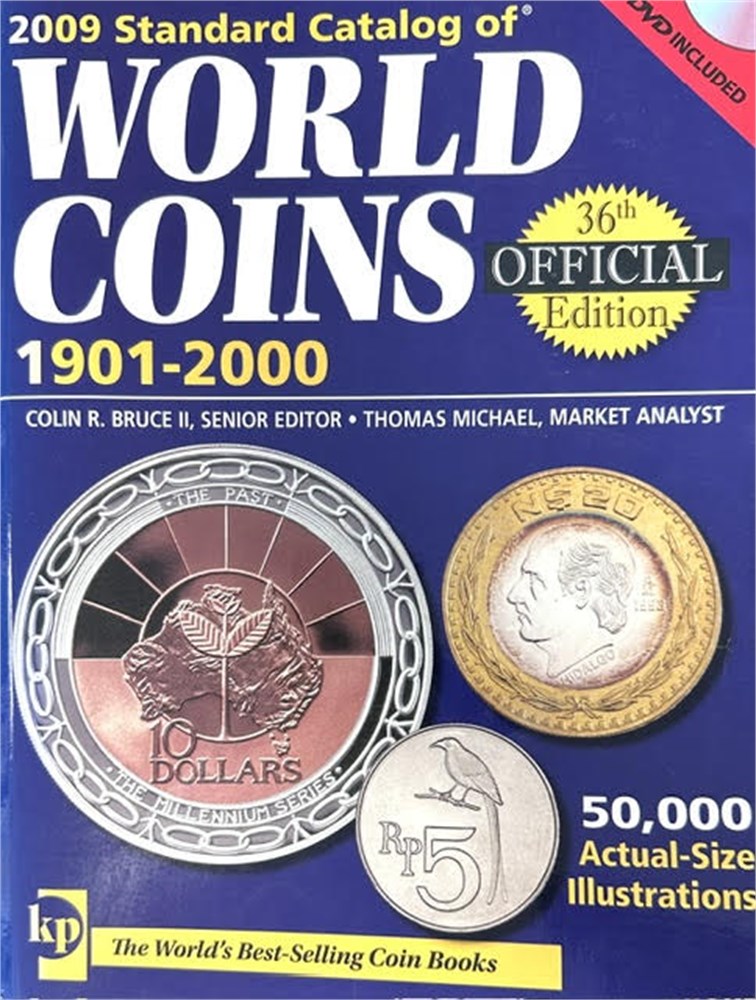 2009 Standard Catalog of®
WORLD
COINS
1901-2000
DVD INCLUDED
36th
OFFICIAL
Edition
COLIN R. BRUCE II, SENIOR EDITOR • THOMAS MICHAEL, MARKET ANALYST
· THE PAST ·
10
DOLLARS
· THE MILLENNIUM SERIES ·
N$ 20
HIDALGO
Rp5
50,000
Actual-Size
Illustrations
kp
The World's Best-Selling Coin Books